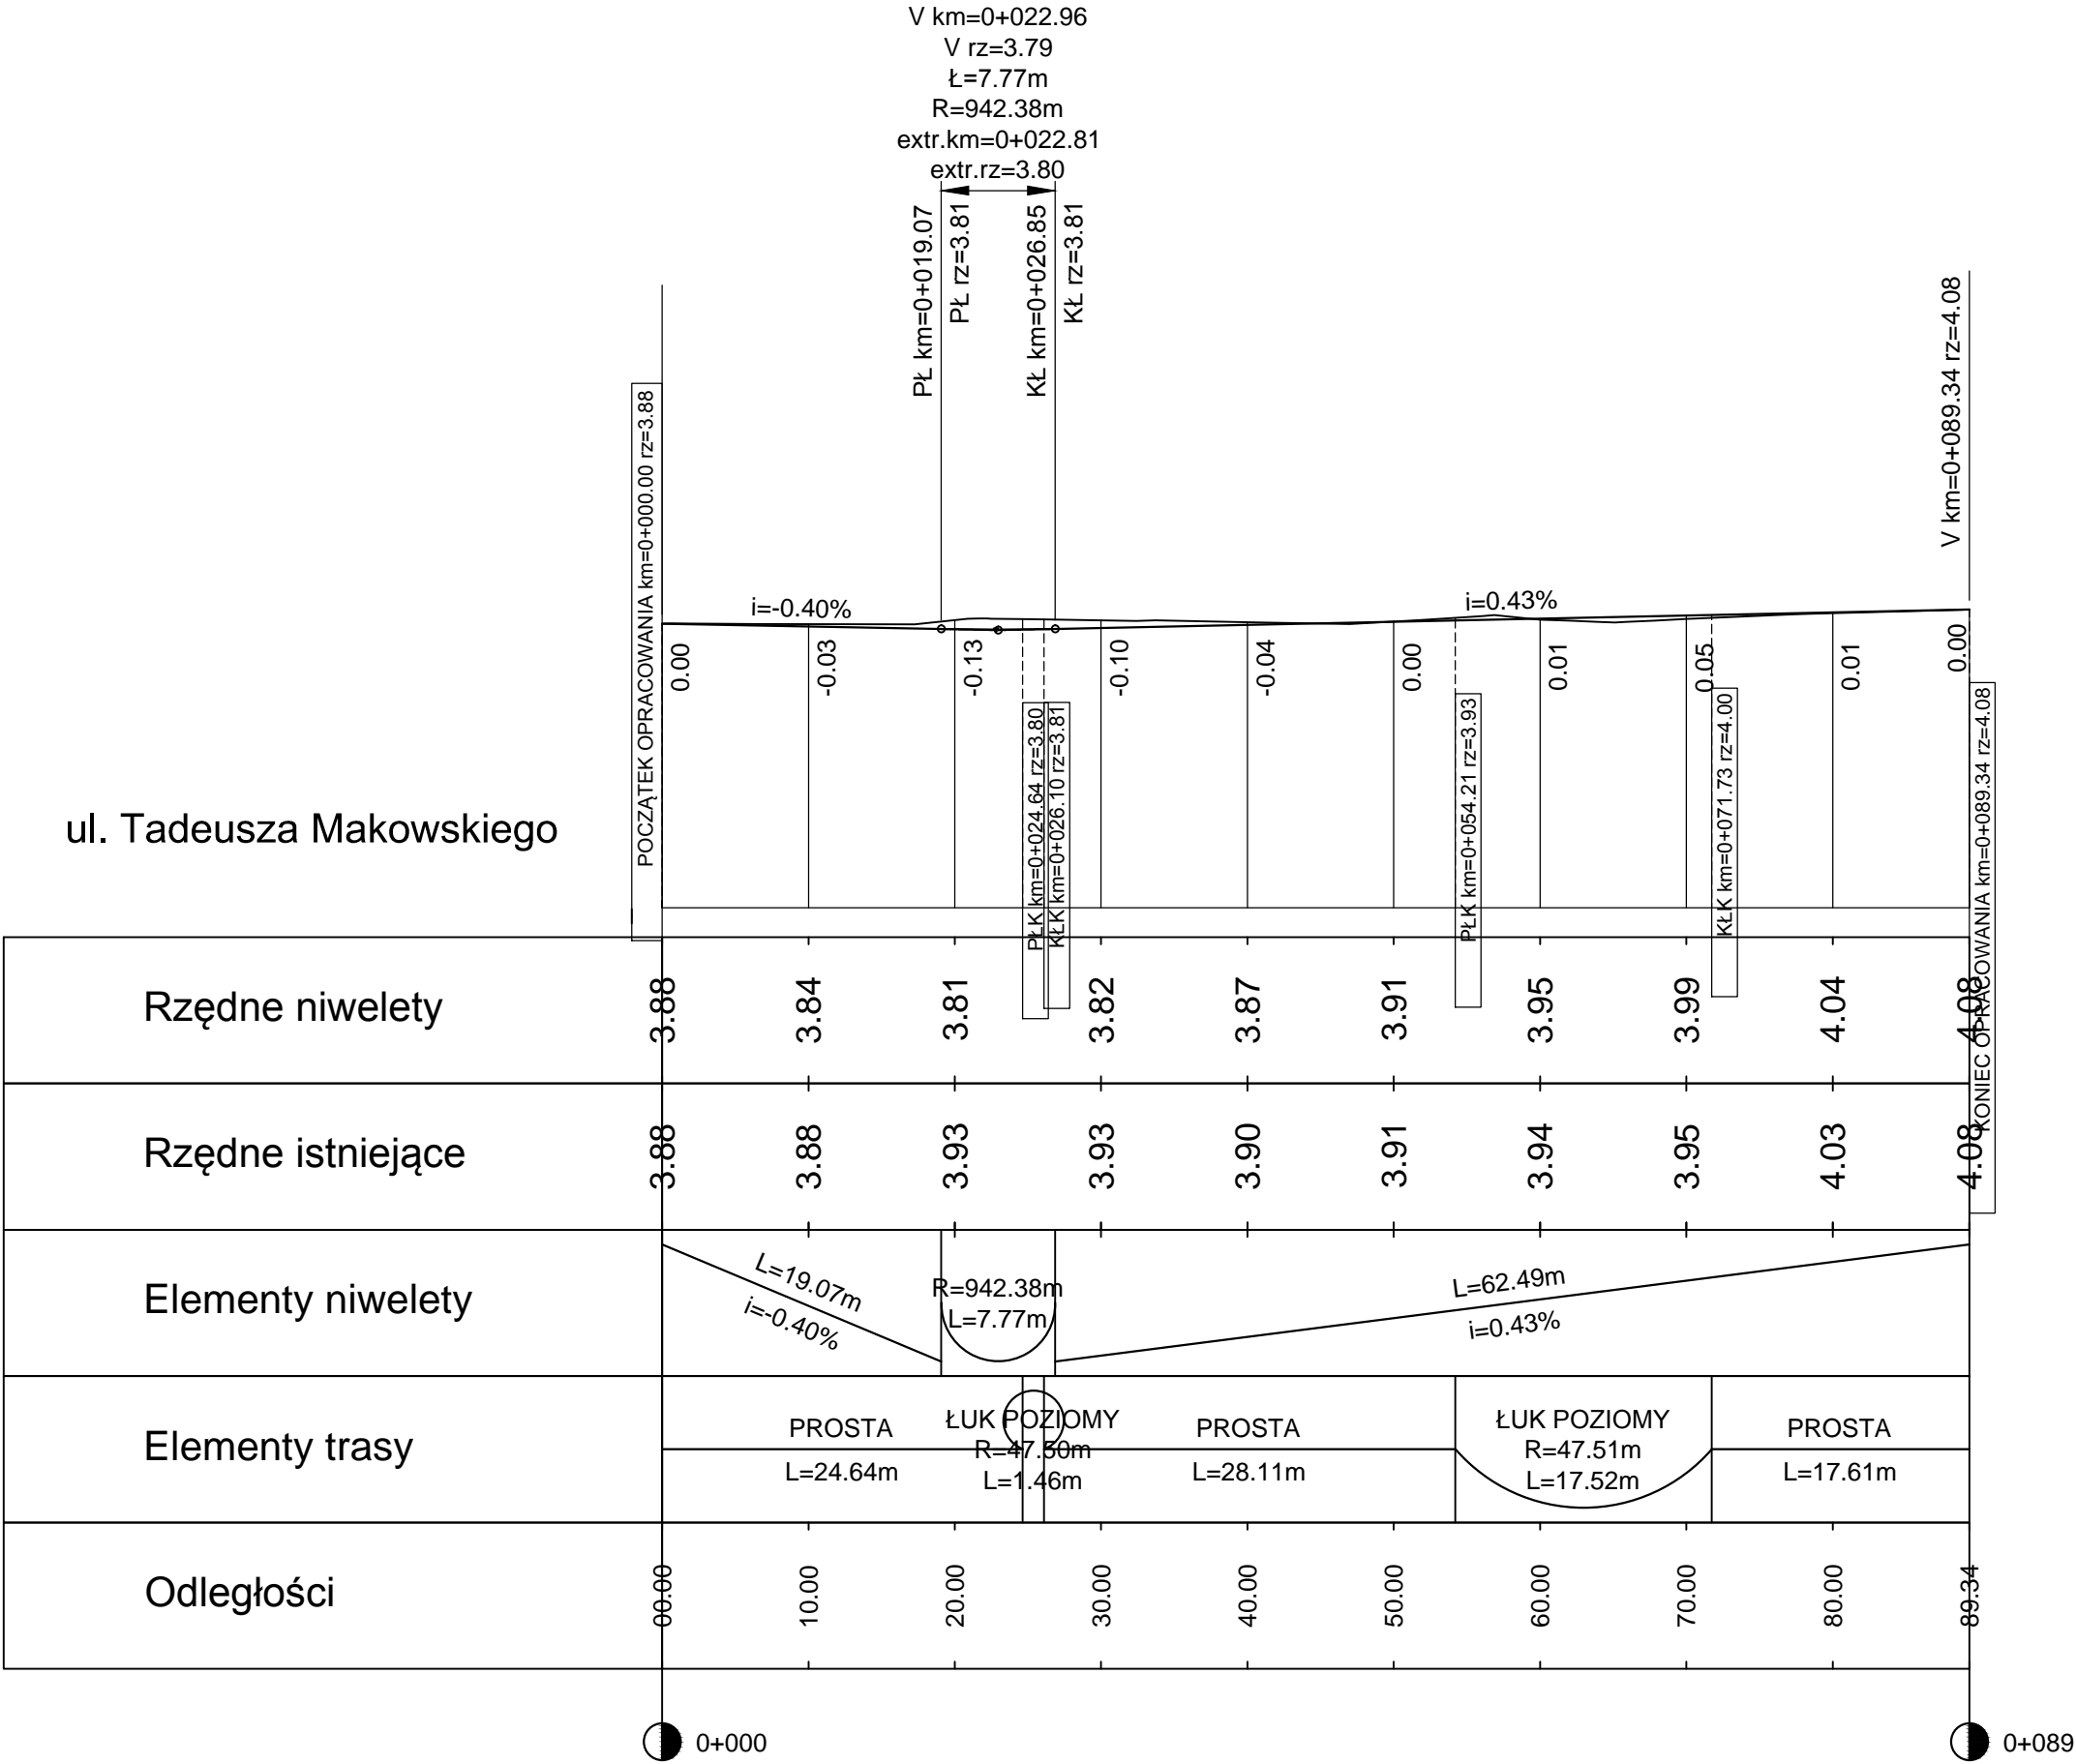 V km=0+022.96
V rz=3.79
Ł=7.77m
R=942.38m
extr.km=0+022.81
extr.rz=3.80
PŁ km=0+019.07
PŁ rz=3.81
KŁ km=0+026.85
KŁ rz=3.81
V km=0+089.34 rz=4.08
POCZĄTEK OPRACOWANIA km=0+000.00 rz=3.88
i=-0.40%
i=0.43%
0.00
-0.03
-0.13
-0.10
-0.04
0.00
0.01
0.05
0.01
0.00
PŁK km=0+024.64 rz=3.80
KŁK km=0+026.10 rz=3.81
PŁK km=0+054.21 rz=3.93
KŁK km=0+071.73 rz=4.00
KONIEC OPRACOWANIA km=0+089.34 rz=4.08
ul. Tadeusza Makowskiego
Rzędne niwelety
3.88
3.84
3.81
3.82
3.87
3.91
3.95
3.99
4.04
4.08
Rzędne istniejące
3.88
3.88
3.93
3.93
3.90
3.91
3.94
3.95
4.03
4.08
Elementy niwelety
L=19.07m
i=-0.40%
R=942.38m
L=7.77m
L=62.49m
i=0.43%
Elementy trasy
PROSTA
L=24.64m
ŁUK POZIOMY
R=47.50m
L=1.46m
PROSTA
L=28.11m
ŁUK POZIOMY
R=47.51m
L=17.52m
PROSTA
L=17.61m
Odległości
00.00
10.00
20.00
30.00
40.00
50.00
60.00
70.00
80.00
89.34
0+000
0+089